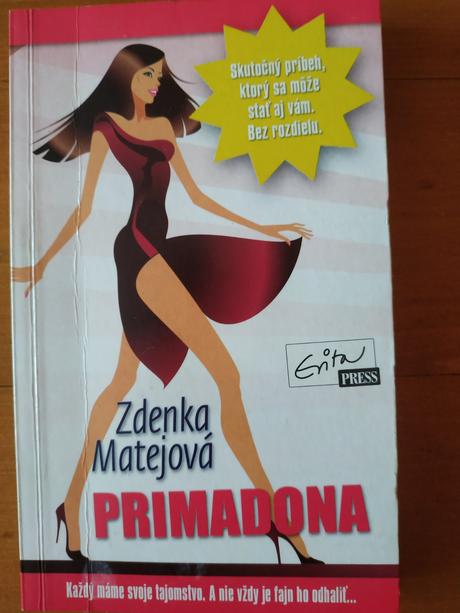 Skutočný príbeh,
ktorý sa môže
stať aj vám.
Bez rozdielu.
Evita
PRESS
Zdenka
Matejová
PRIMADONA
Každý máme svoje tajomstvo. A nie vždy je fajn ho odhaliť...